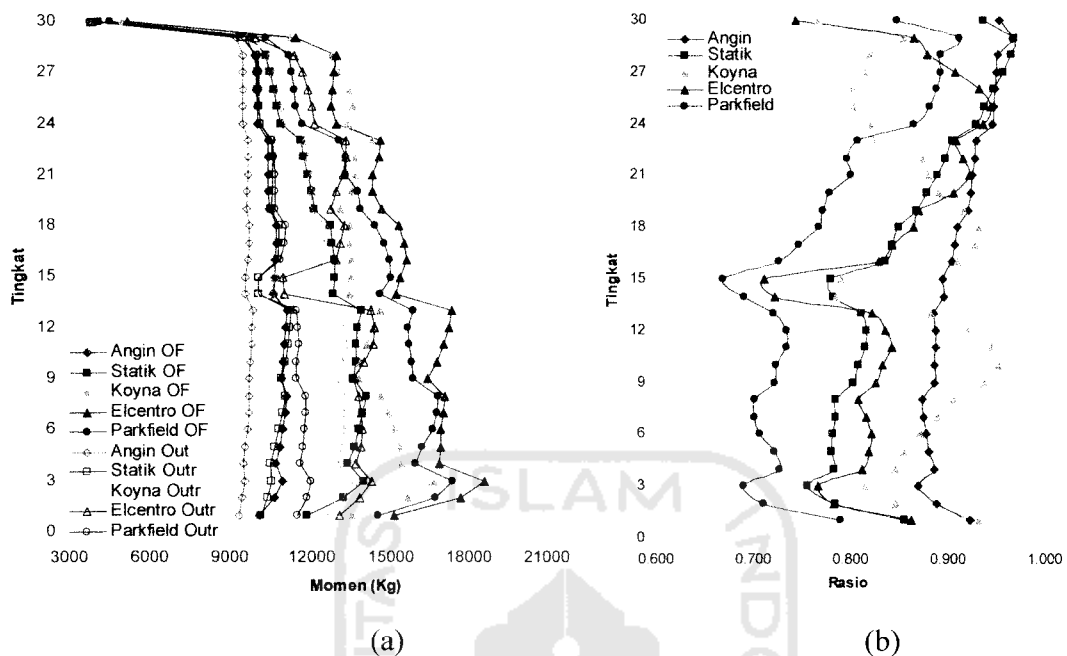 30
27
24
21
18
15
12
9
6
3
0
Tingkat
Angin OF
Statik OF
Koyna OF
Elcentro OF
Parkfield OF
Angin Out
Statik Outr
Koyna Outr
Elcentro Outr
Parkfield Outr
3000 6000 9000 12000 15000 18000 21000
Momen (Kg)
(a)
30
27
24
21
18
15
12
9
6
3
0
Tingkat
Angin
Statik
Koyna
Elcentro
Parkfield
0.600 0.700 0.800 0.900 1.000
Rasio
(b)
ISLAM